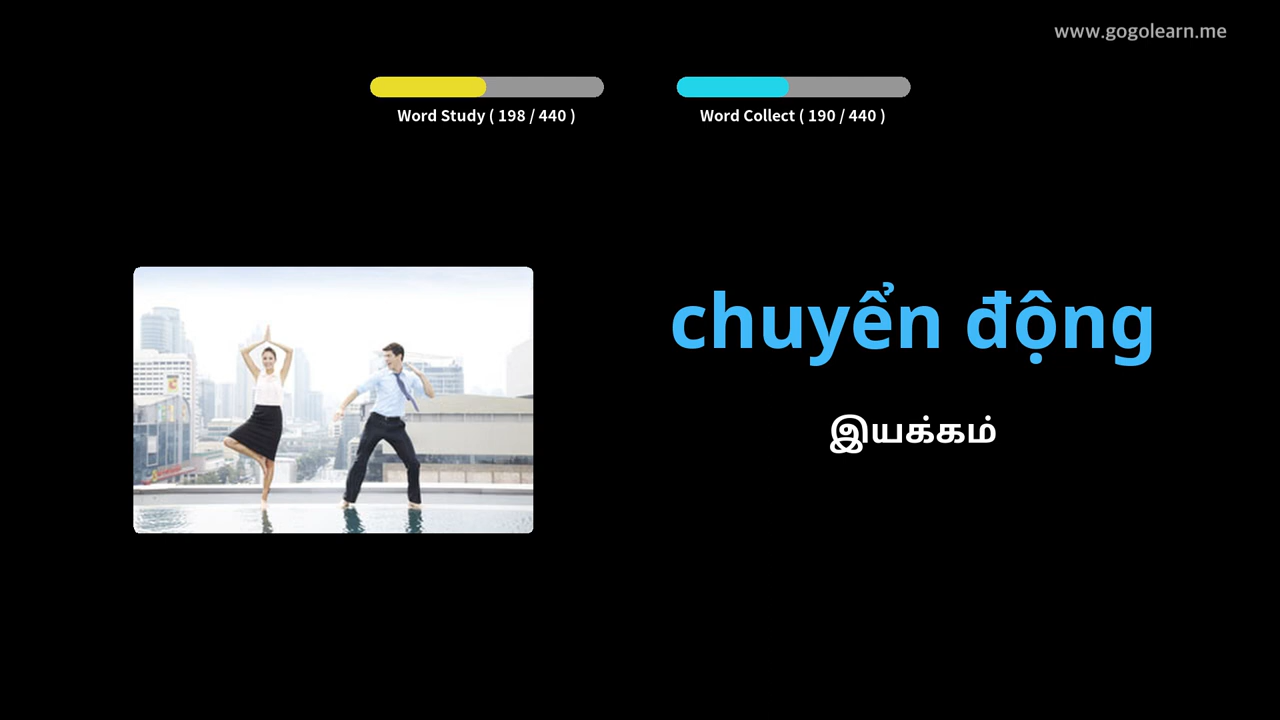 www.gogolearn.me
Word Study ( 198 / 440 )
Word Collect ( 190 / 440 )
chuyển động
இயக்கம்